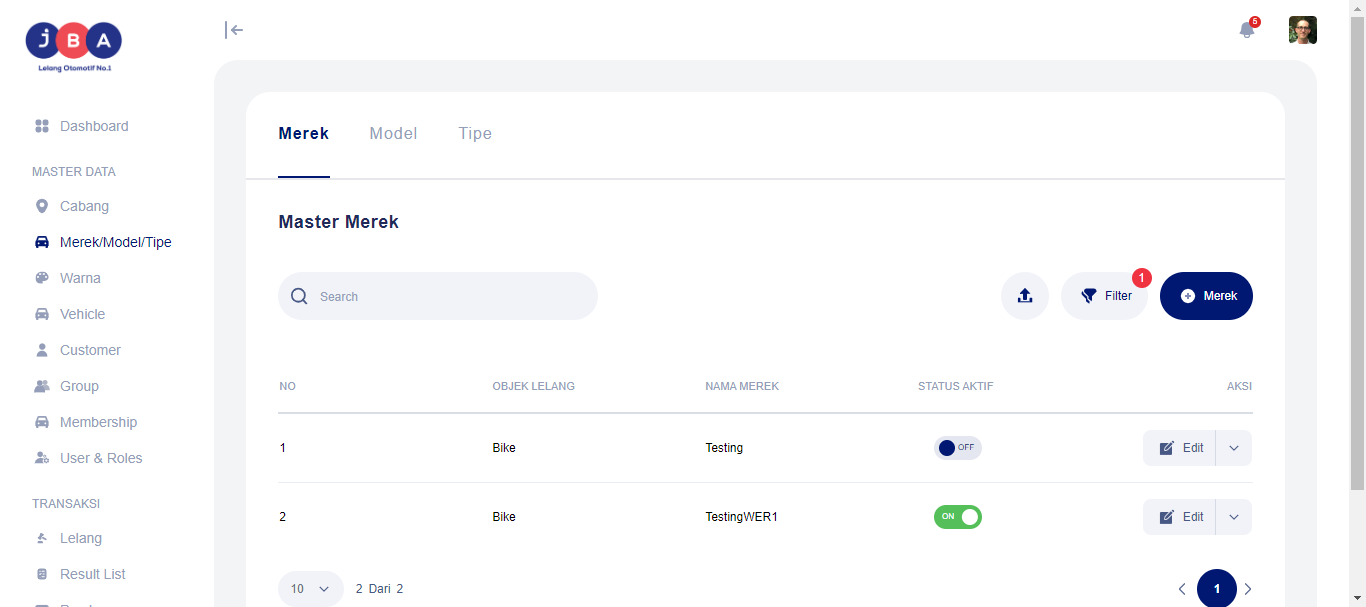 JBA
Lelang Otomotif No.1
5
Dashboard
MASTER DATA
Cabang
Merek/Model/Tipe
Warna
Vehicle
Customer
Group
Membership
User & Roles
TRANSAKSI
Lelang
Result List
Merek Model Tipe
Master Merek
Search
Filter 1
Merek
NO OBJEK LELANG NAMA MEREK STATUS AKTIF AKSI
1 Bike Testing OFF Edit
2 Bike TestingWER1 ON Edit
10 2 Dari 2 1